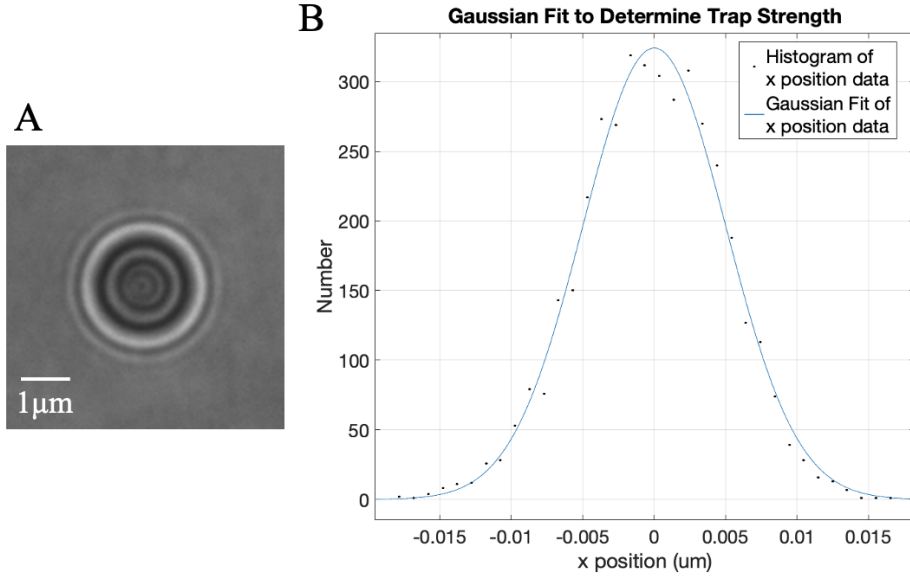 A
1µm
B
Gaussian Fit to Determine Trap Strength
Histogram of
x position data
Gaussian Fit of
x position data
Number
300
250
200
150
100
50
0
-0.015 -0.01 -0.005 0 0.005 0.01 0.015
x position (um)